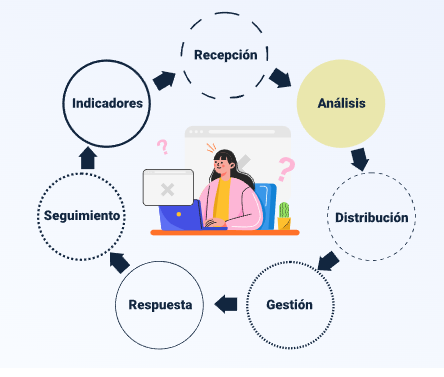 Recepción
Análisis
Distribución
Gestión
Respuesta
Seguimiento
Indicadores